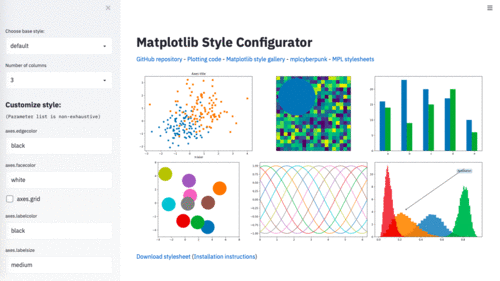 Choose base style:
default
Number of columns
3
Customize style:
(Parameter list is non-exhaustive)
axes.edgecolor
black
axes.facecolor
white
axes.grid
axes.labelcolor
black
axes.labelsize
medium
Matplotlib Style Configurator
GitHub repository - Plotting code - Matplotlib style gallery - mplcyberpunk - MPL stylesheets
Download stylesheet (Installation instructions)